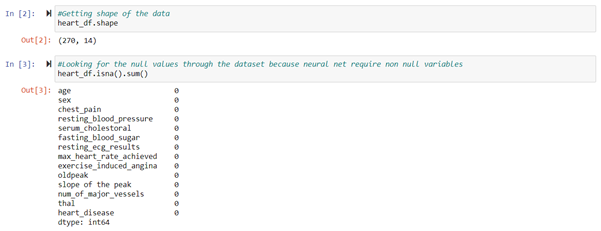 In [2]: #Getting shape of the data
heart_df.shape
Out[2]: (270, 14)
In [3]: #Looking for the null values through the dataset because neural net require non null variables
heart_df.isna().sum()
Out[3]: age 0
sex 0
chest_pain 0
resting_blood_pressure 0
serum_cholestoral 0
fasting_blood_sugar 0
resting_ecg_results 0
max_heart_rate_achieved 0
exercise_induced_angina 0
oldpeak 0
slope of the peak 0
num_of_major_vessels 0
thal 0
heart_disease 0
dtype: int64